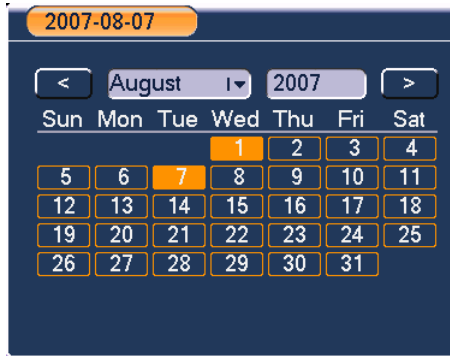 2007-08-07
< August 2007 >
Sun Mon Tue Wed Thu Fri Sat
1 2 3 4
5 6 7 8 9 10 11
12 13 14 15 16 17 18
19 20 21 22 23 24 25
26 27 28 29 30 31